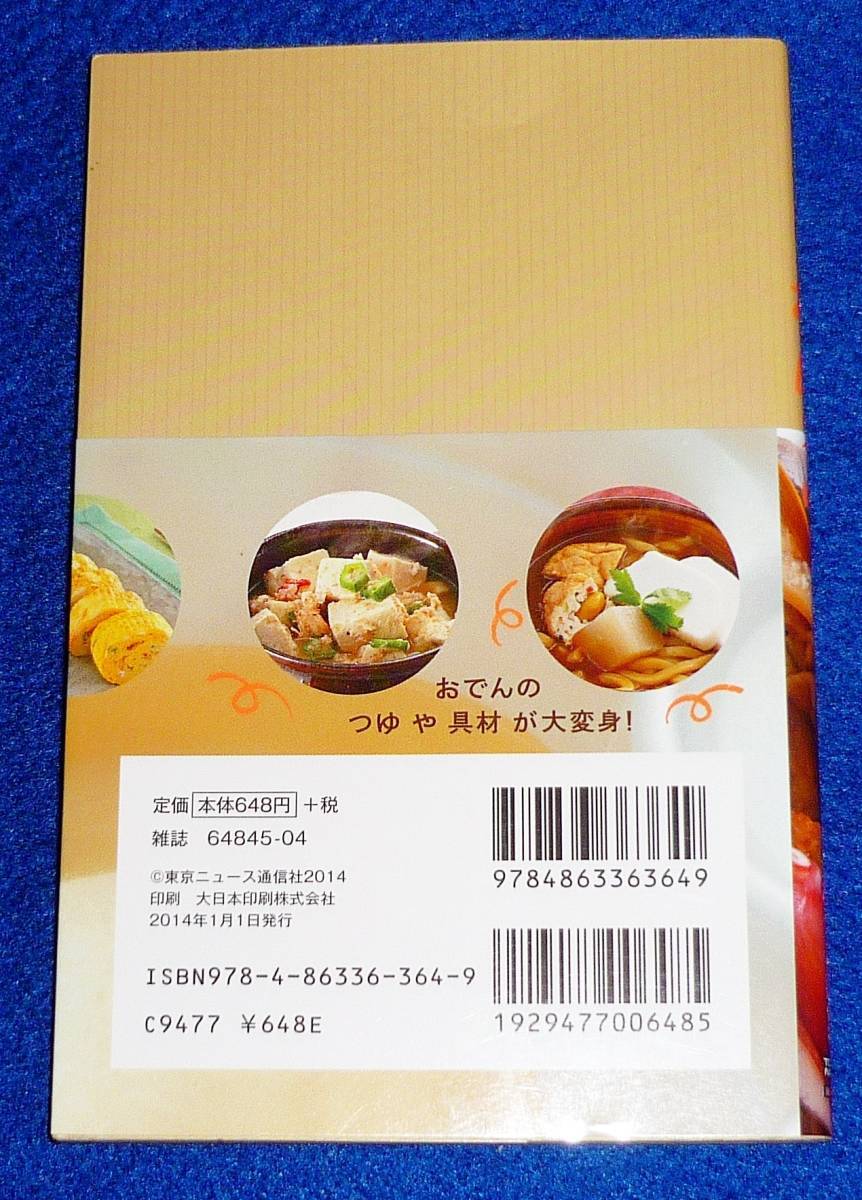 おでんの
つゆ や 具材 が大変身!
定価 本体648円 +税
雑誌 64845-04
©東京ニュース通信社2014
印刷 大日本印刷株式会社
2014年1月1日発行
ISBN978-4-86336-364-9
C9477 ¥648E
9784863363649
1929477006485